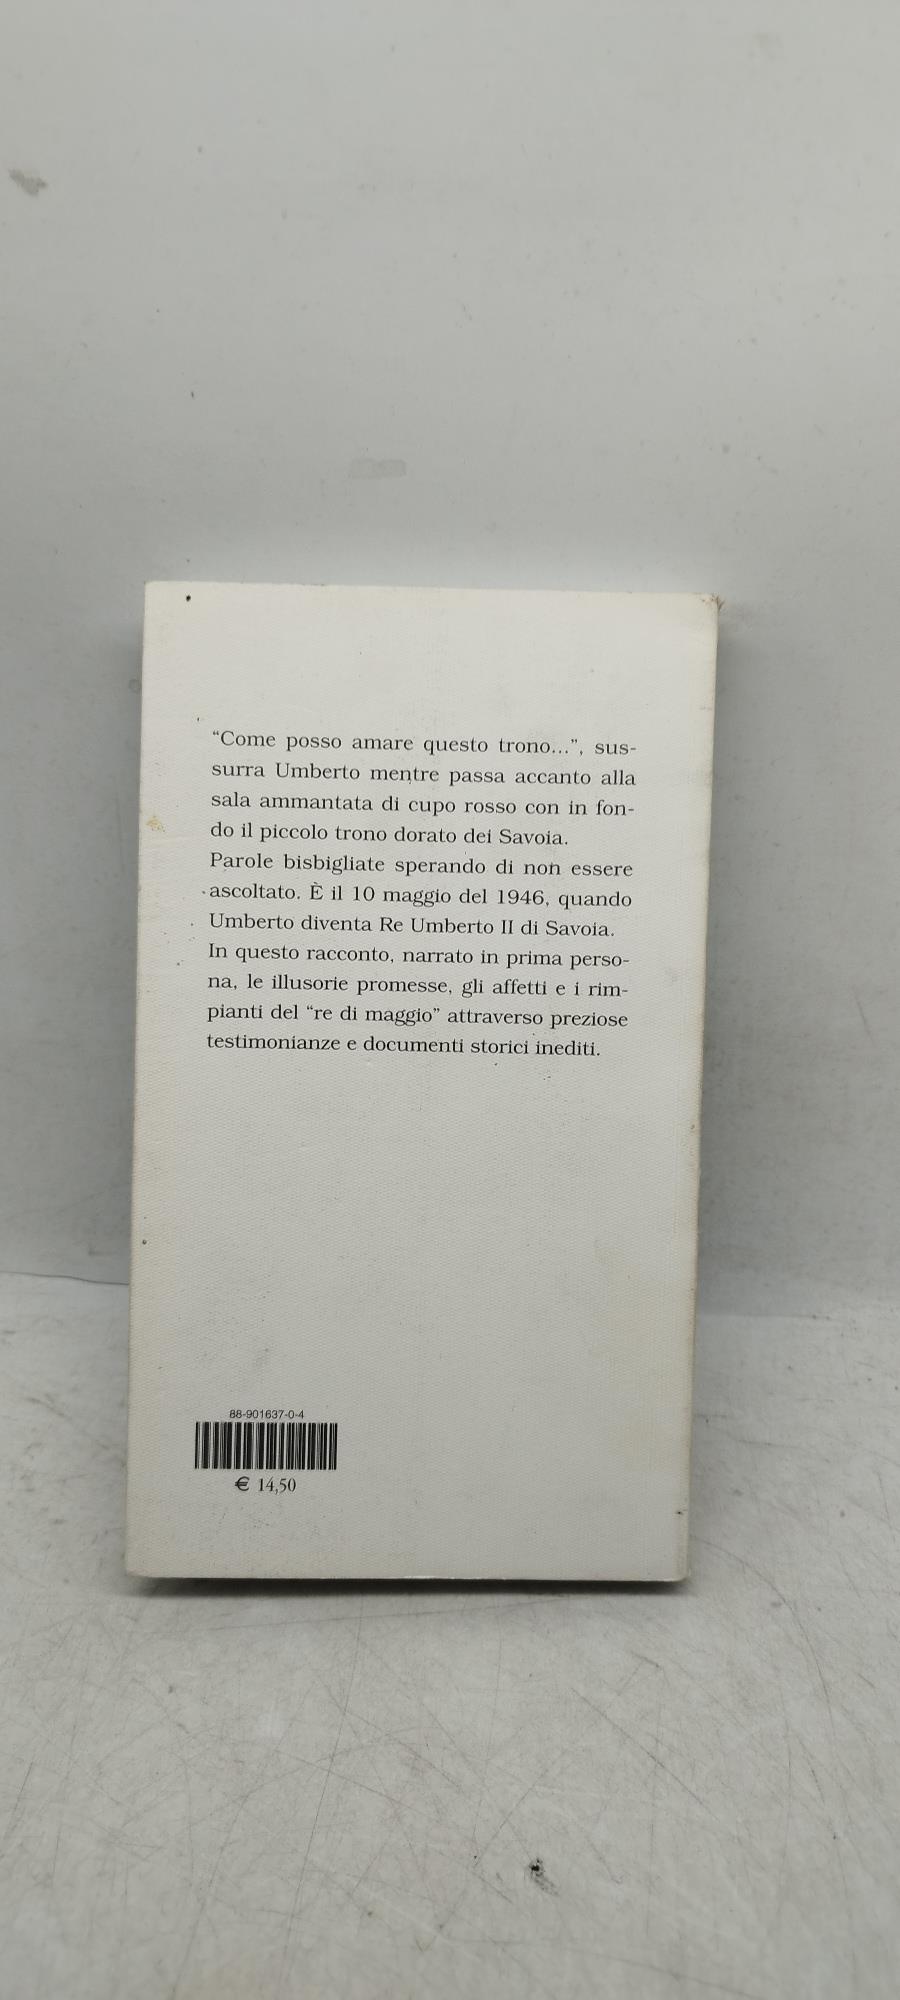 “Come posso amare questo trono...”, sus-
surra Umberto mentre passa accanto alla
sala ammantata di cupo rosso con in fon-
do il piccolo trono dorato dei Savoia.
Parole bisbigliate sperando di non essere
ascoltato. È il 10 maggio del 1946, quando
Umberto diventa Re Umberto II di Savoia.
In questo racconto, narrato in prima perso-
na, le illusorie promesse, gli affetti e i rim-
pianti del “re di maggio” attraverso preziose
testimonianze e documenti storici inediti.
88-901637-0-4
€ 14,50